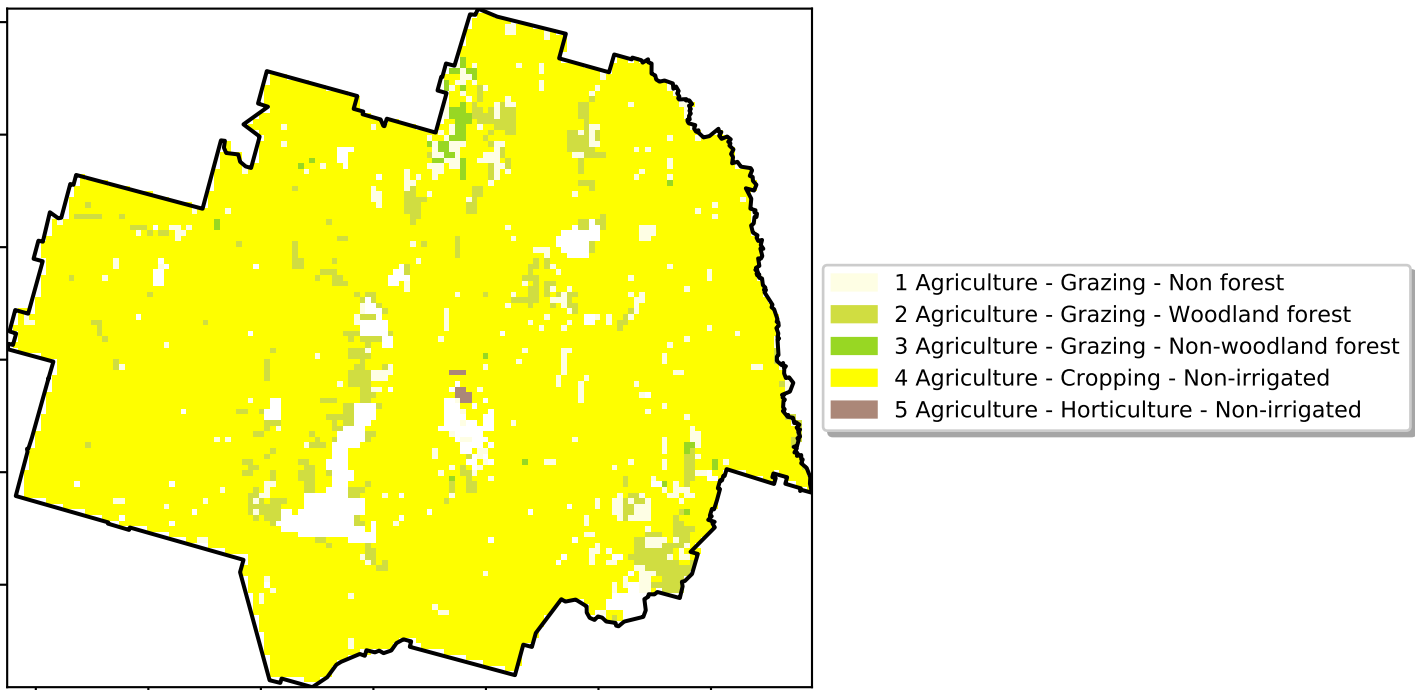 1 Agriculture - Grazing - Non forest
2 Agriculture - Grazing - Woodland forest
3 Agriculture - Grazing - Non-woodland forest
4 Agriculture - Cropping - Non-irrigated
5 Agriculture - Horticulture - Non-irrigated